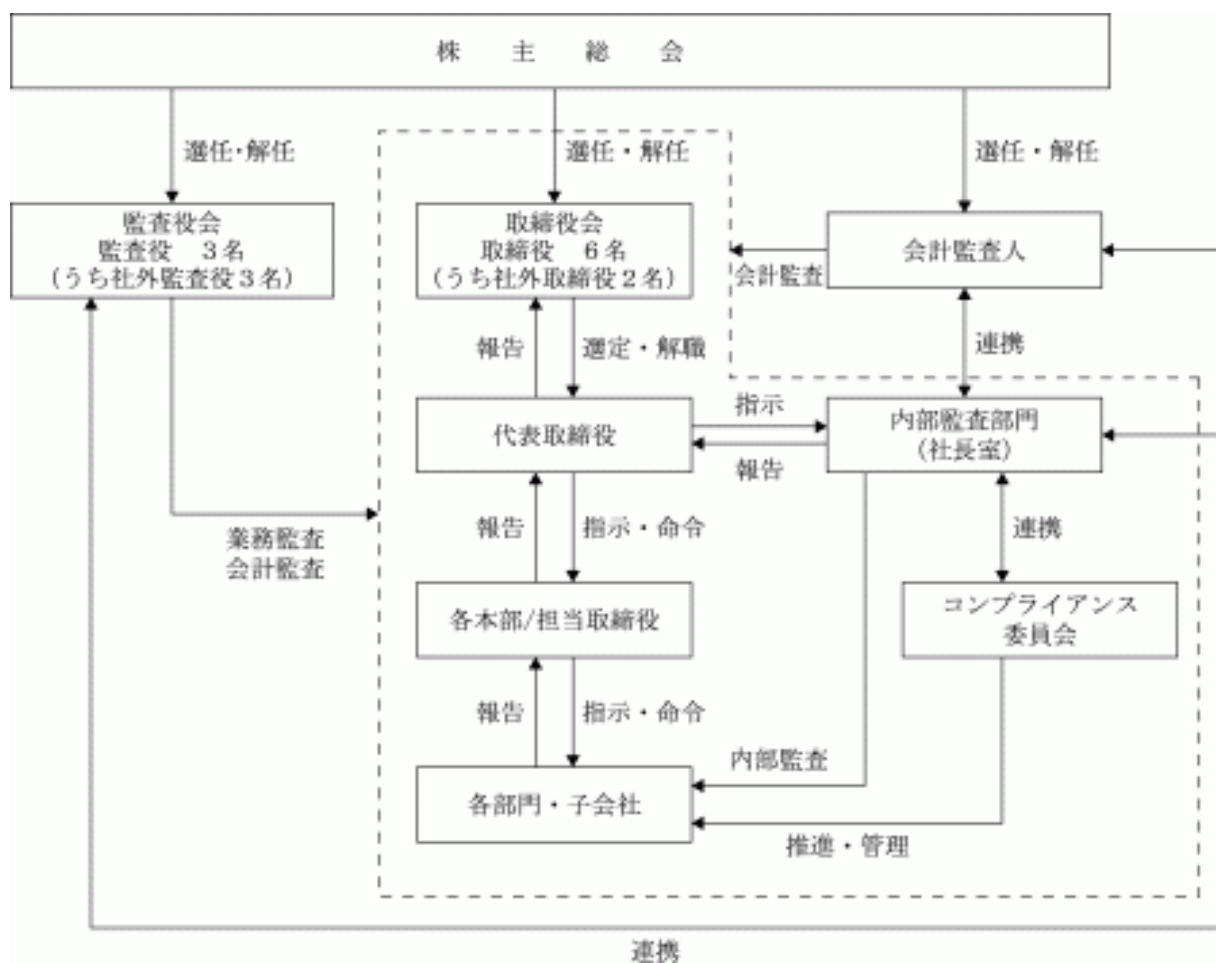 株主総会
選任・解任
選任・解任
選任・解任
監査役会
監査役 3名
(うち社外監査役3名)
取締役会
取締役 6名
(うち社外取締役2名)
会計監査人
会計監査
報告
選定・解職
連携
代表取締役
指示
報告
内部監査部門
(社長室)
業務監査
会計監査
報告
指示・命令
連携
各本部/担当取締役
コンプライアンス
委員会
報告
指示・命令
内部監査
各部門・子会社
推進・管理
連携